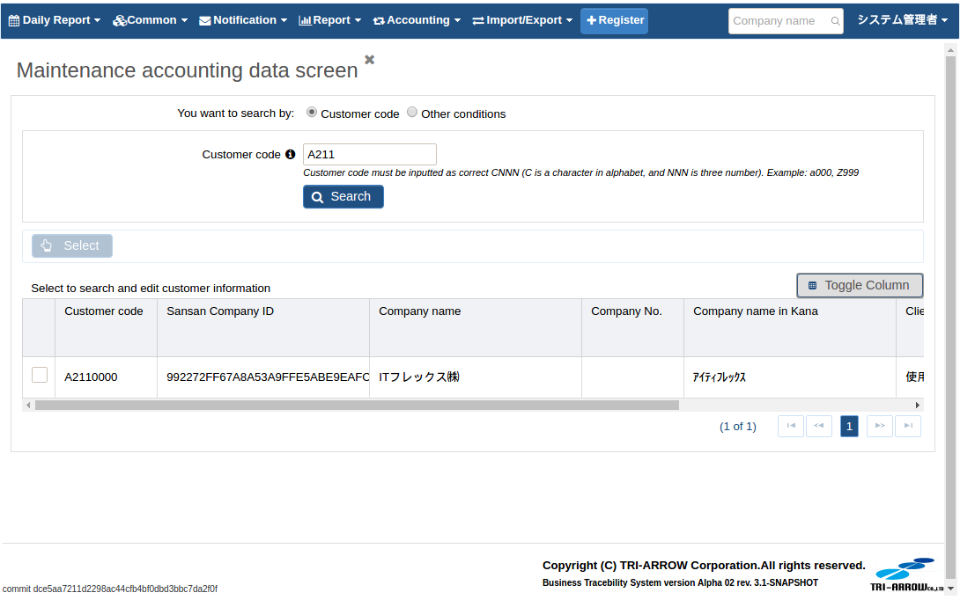 Daily Report Common Notification Report Accounting Import/Export Register Company name システム管理者
Maintenance accounting data screen
You want to search by: Customer code Other conditions
Customer code A211
Customer code must be inputted as correct CNNN (C is a character in alphabet, and NNN is three number). Example: a000, Z999
Search
Select
Select to search and edit customer information Toggle Column
Customer code Sansan Company ID Company name Company No. Company name in Kana Clie
A2110000 992272FF67A8A53A9FFE5ABE9EAFC ITフレックス㈱ アイティフレックス 使用
(1 of 1) 1
Copyright (C) TRI-ARROW Corporation.All rights reserved.
Business Tracebility System version Alpha 02 rev. 3.1-SNAPSHOT
TRI-ARROW Co.,Ltd
commit dce5aa7211d2298ac44cfb4bf0dbd3bbc7da2f0f